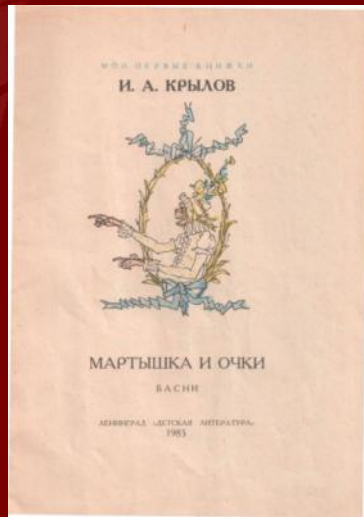 МОИ ПЕРВЫЕ КНИЖКИ
И. А. КРЫЛОВ
МАРТЫШКА И ОЧКИ
БАСНИ
ЛЕНИНГРАД «ДЕТСКАЯ ЛИТЕРАТУРА»
1983